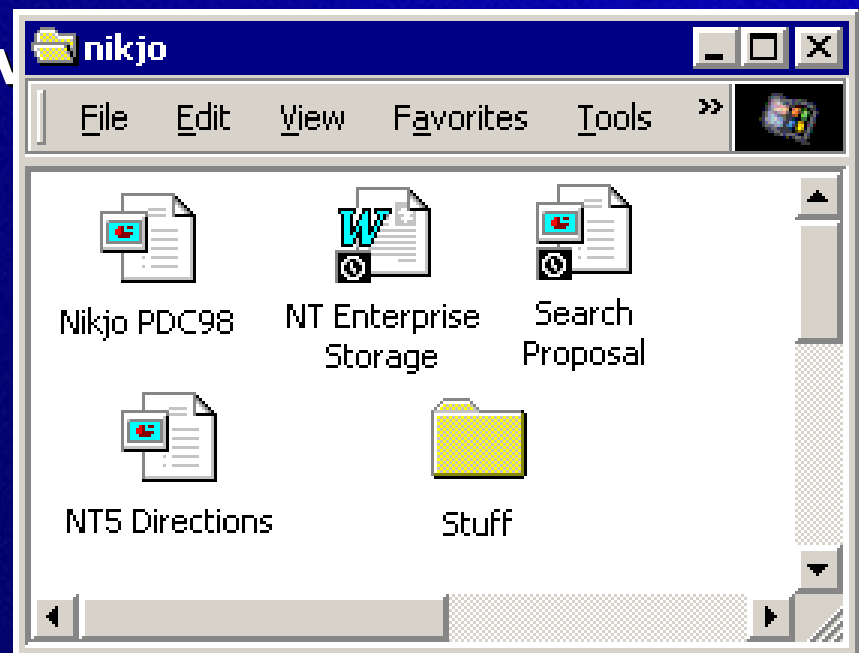 nikjo
File Edit View Favorites Tools »
Nikjo PDC98
NT Enterprise
Storage
Search
Proposal
NT5 Directions
Stuff